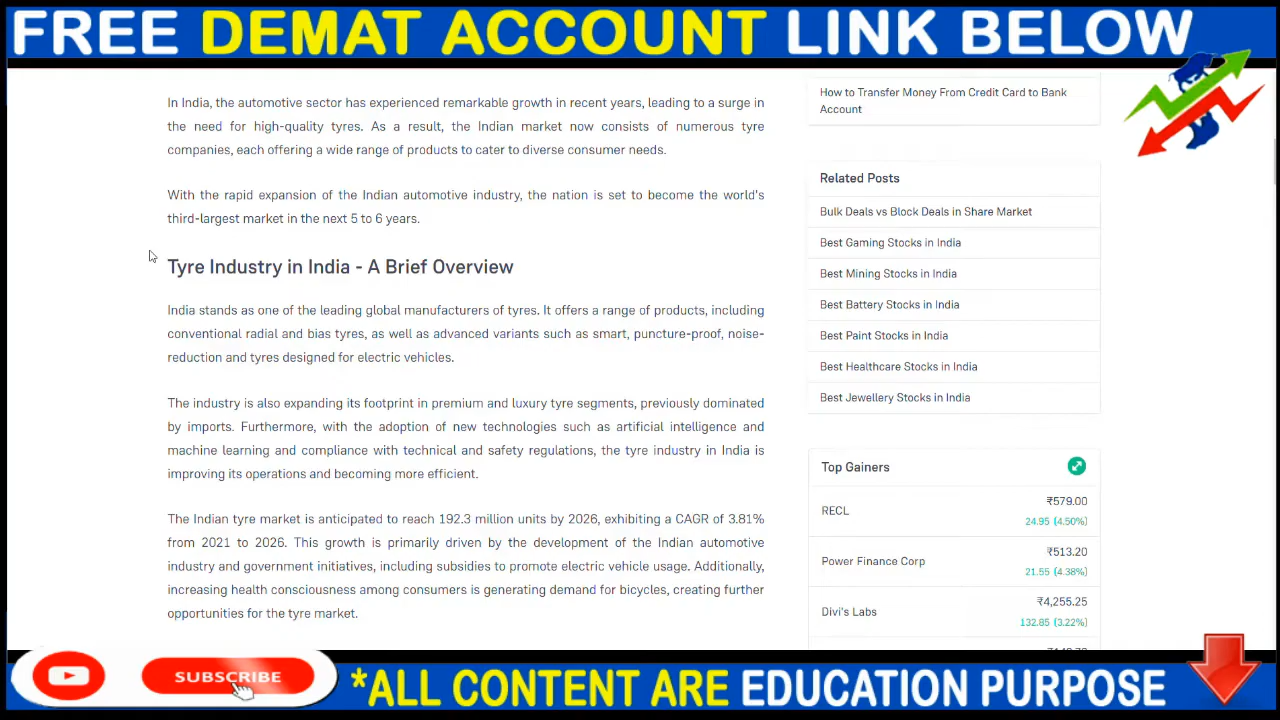 FREE DEMAT ACCOUNT LINK BELOW
In India, the automotive sector has experienced remarkable growth in recent years, leading to a surge in
the need for high-quality tyres. As a result, the Indian market now consists of numerous tyre
companies, each offering a wide range of products to cater to diverse consumer needs.
With the rapid expansion of the Indian automotive industry, the nation is set to become the world's
third-largest market in the next 5 to 6 years.
Tyre Industry in India - A Brief Overview
India stands as one of the leading global manufacturers of tyres. It offers a range of products, including
conventional radial and bias tyres, as well as advanced variants such as smart, puncture-proof, noise-
reduction and tyres designed for electric vehicles.
The industry is also expanding its footprint in premium and luxury tyre segments, previously dominated
by imports. Furthermore, with the adoption of new technologies such as artificial intelligence and
machine learning and compliance with technical and safety regulations, the tyre industry in India is
improving its operations and becoming more efficient.
The Indian tyre market is anticipated to reach 192.3 million units by 2026, exhibiting a CAGR of 3.81%
from 2021 to 2026. This growth is primarily driven by the development of the Indian automotive
industry and government initiatives, including subsidies to promote electric vehicle usage. Additionally,
increasing health consciousness among consumers is generating demand for bicycles, creating further
opportunities for the tyre market.
How to Transfer Money From Credit Card to Bank
Account
Related Posts
Bulk Deals vs Block Deals in Share Market
Best Gaming Stocks in India
Best Mining Stocks in India
Best Battery Stocks in India
Best Paint Stocks in India
Best Healthcare Stocks in India
Best Jewellery Stocks in India
Top Gainers
RECL
₹579.00
24.95 (4.50%)
Power Finance Corp
₹513.20
21.55 (4.38%)
Divi's Labs
₹4,255.25
132.85 (3.22%)
SUBSCRIBE
*ALL CONTENT ARE EDUCATION PURPOSE